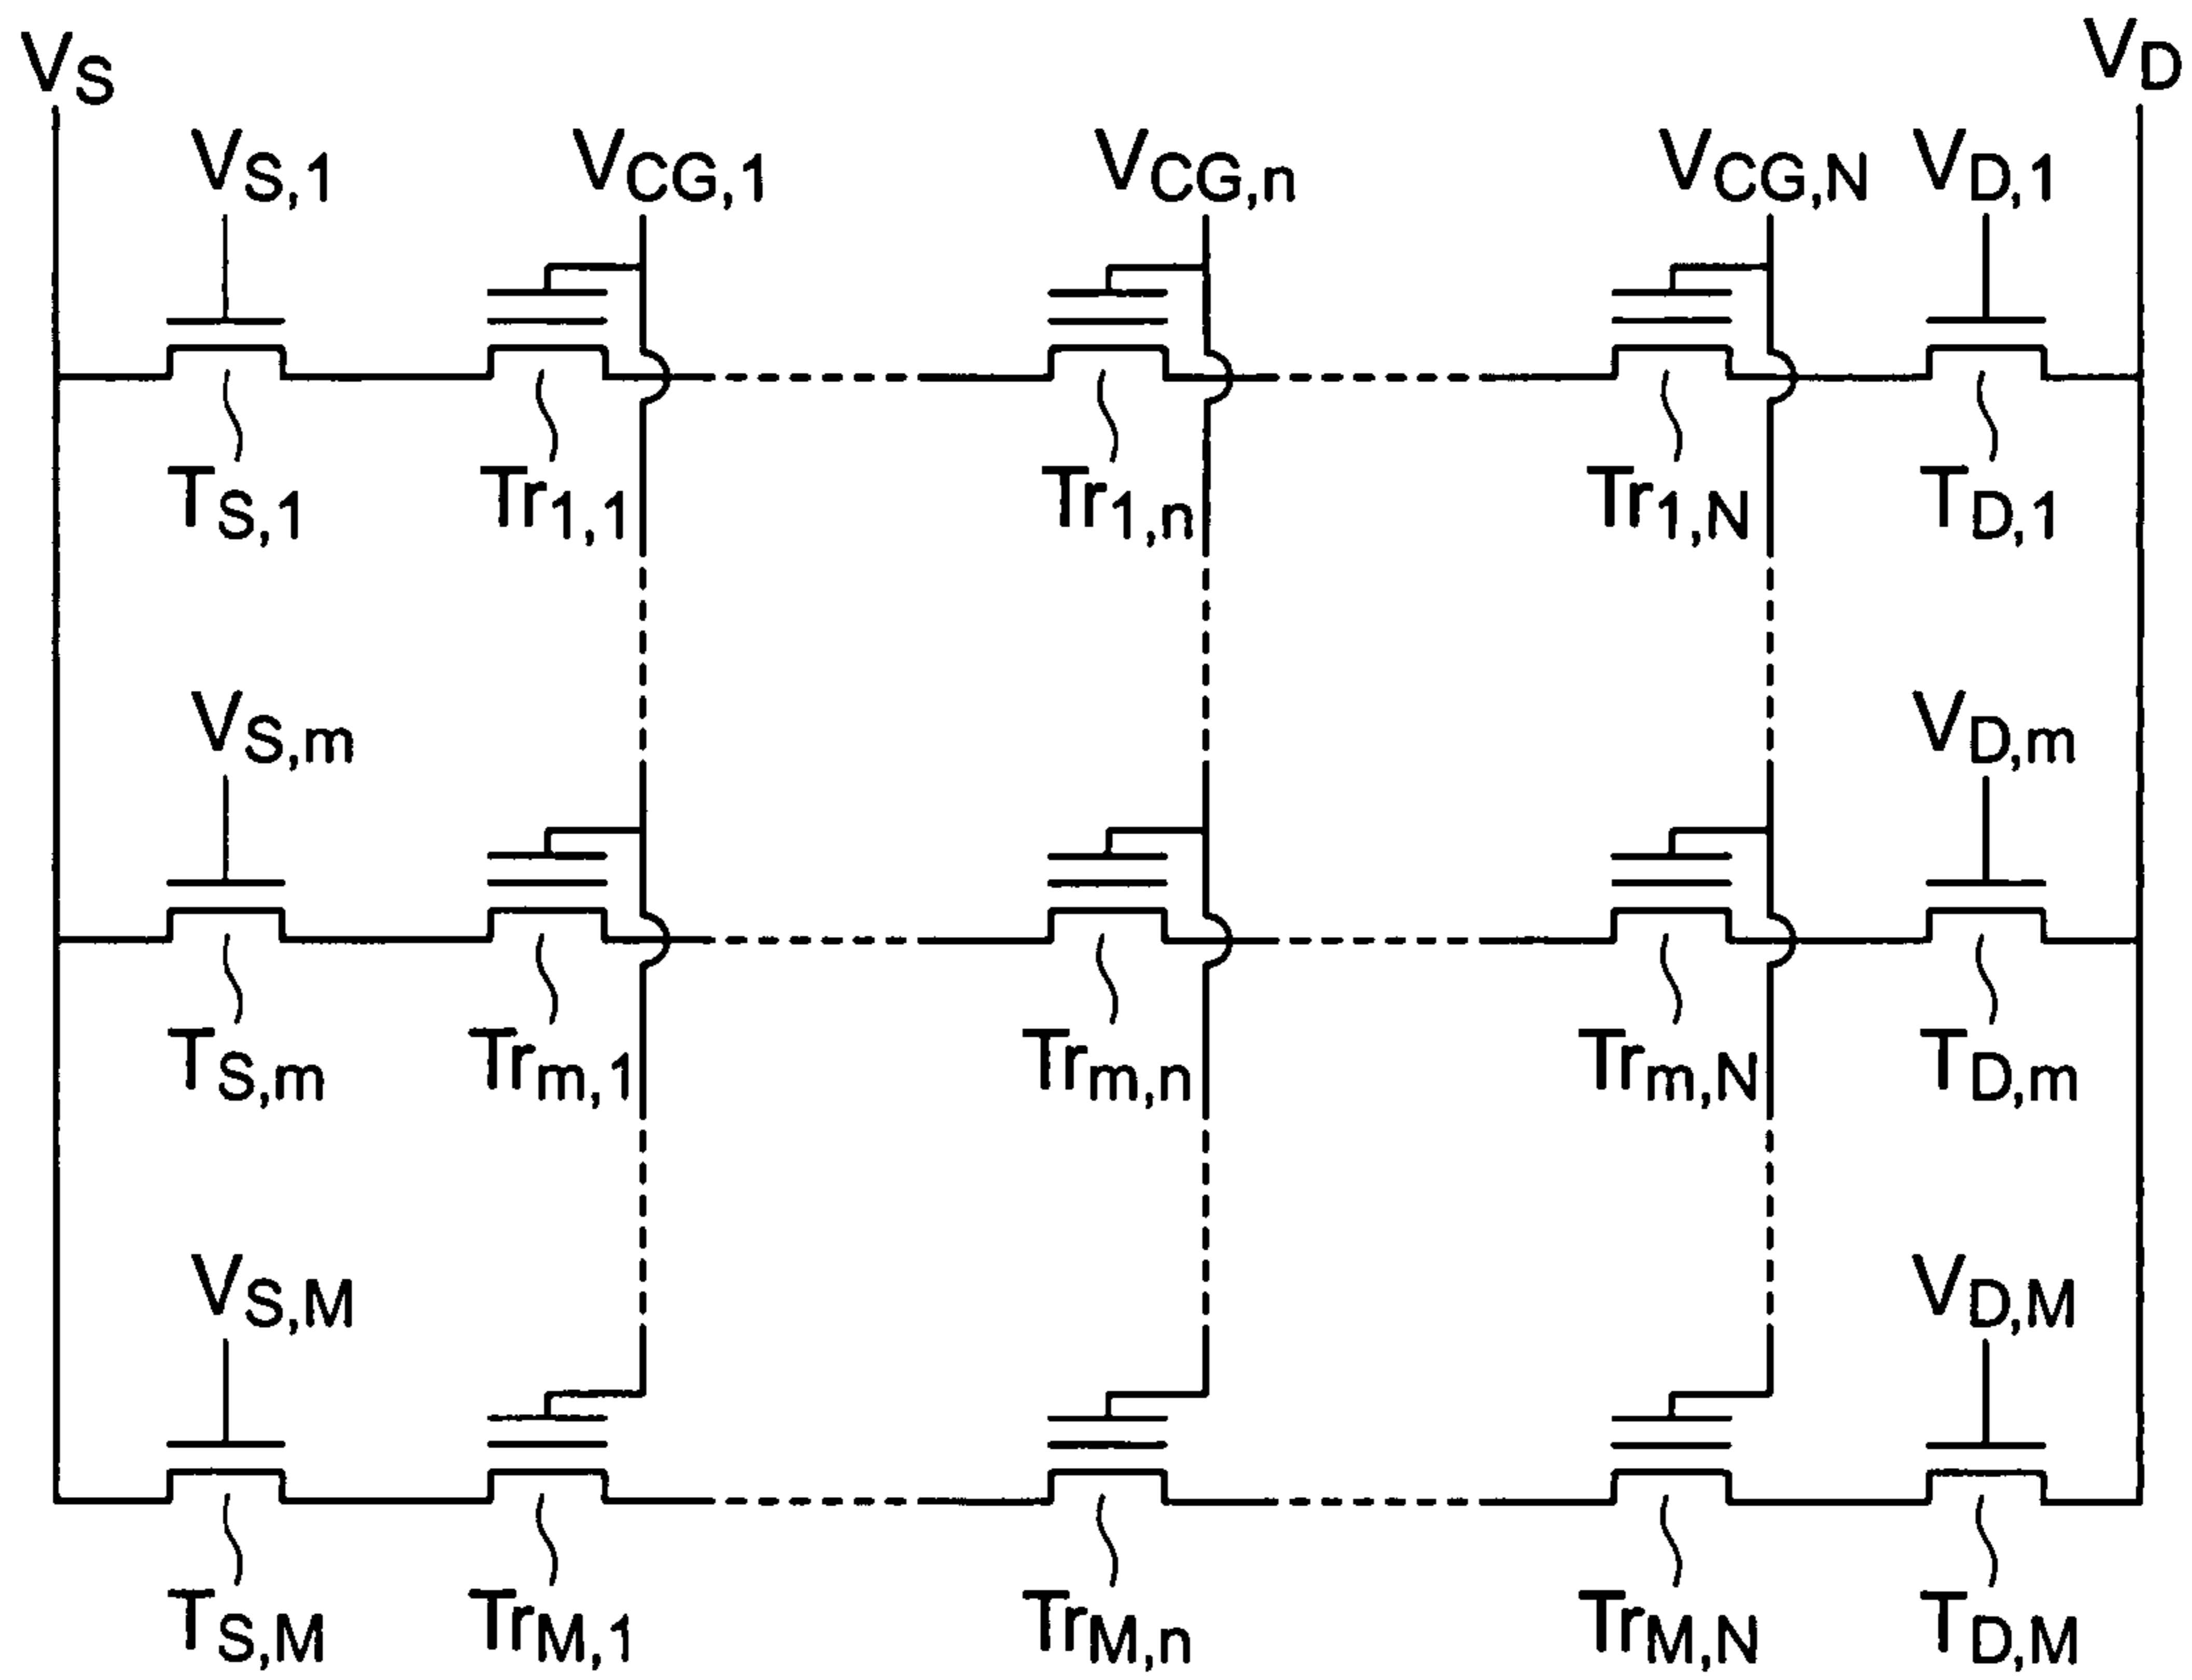 VS VD
VS,1 VCG,1 VCG,n VCG,N VD,1
TS,1 Tr1,1 Tr1,n Tr1,N TD,1
VS,m VD,m
TS,m Trm,1 Trm,n Trm,N TD,m
VS,M VD,M
TS,M TrM,1 TrM,n TrM,N TD,M